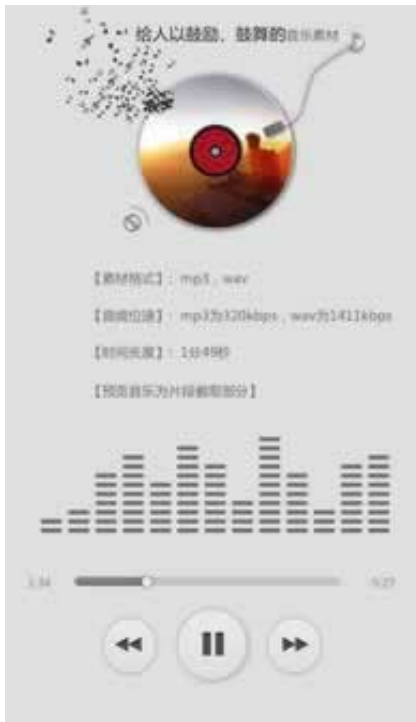 给人以鼓励、鼓舞的音乐素材
【素材格式】：mp3，wav
【音频位速】：mp3为320kbps，wav为1411kbps
【时间长度】：1分49秒
【预览音乐为片段截取部分】